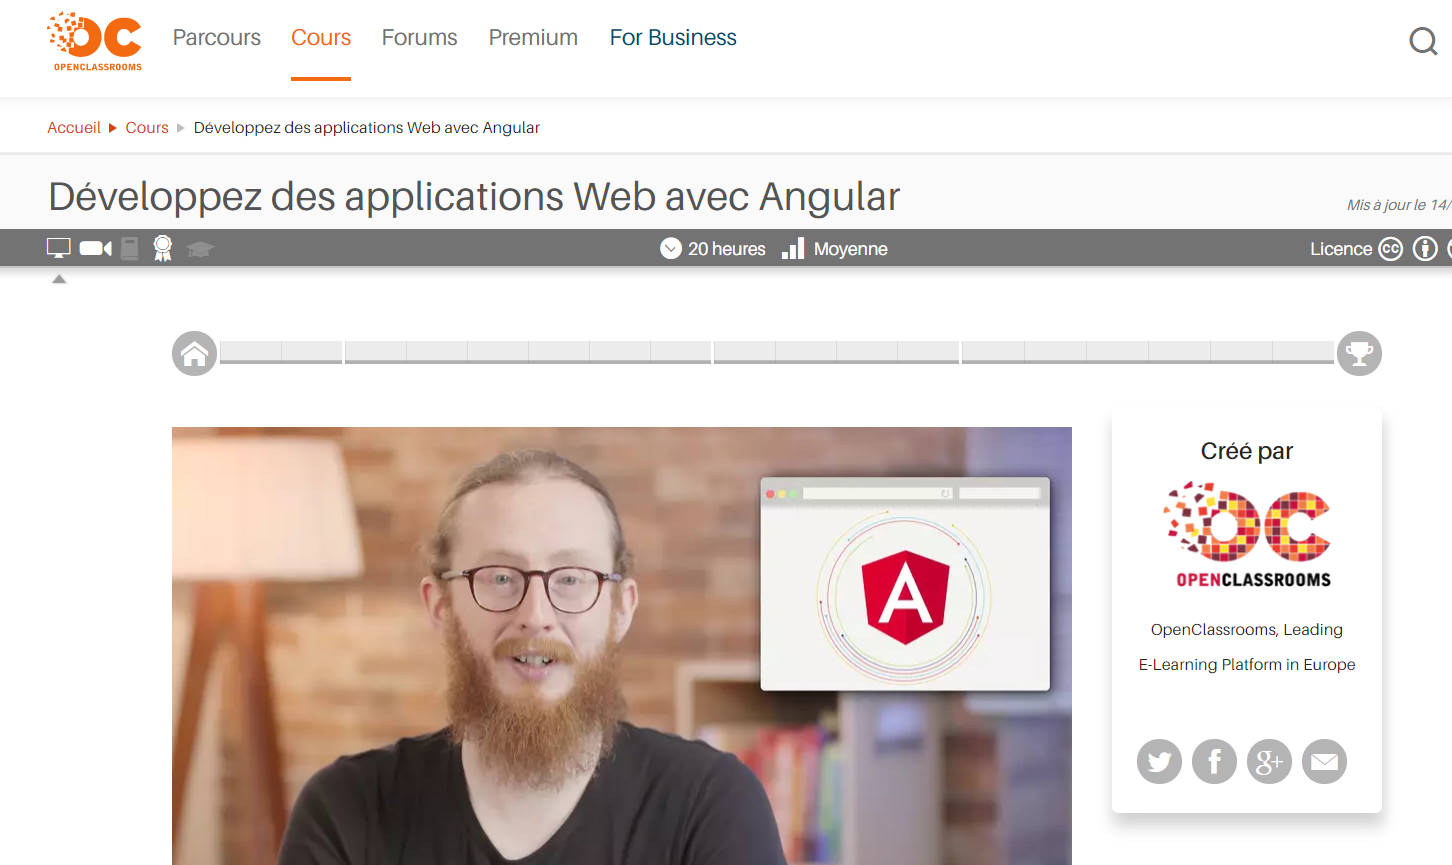 OPENCLASSROOMS
Parcours Cours Forums Premium For Business
Accueil Cours Développez des applications Web avec Angular
Développez des applications Web avec Angular
Mis à jour le 14/
20 heures Moyenne Licence
Créé par
OPENCLASSROOMS
OpenClassrooms, Leading
E-Learning Platform in Europe